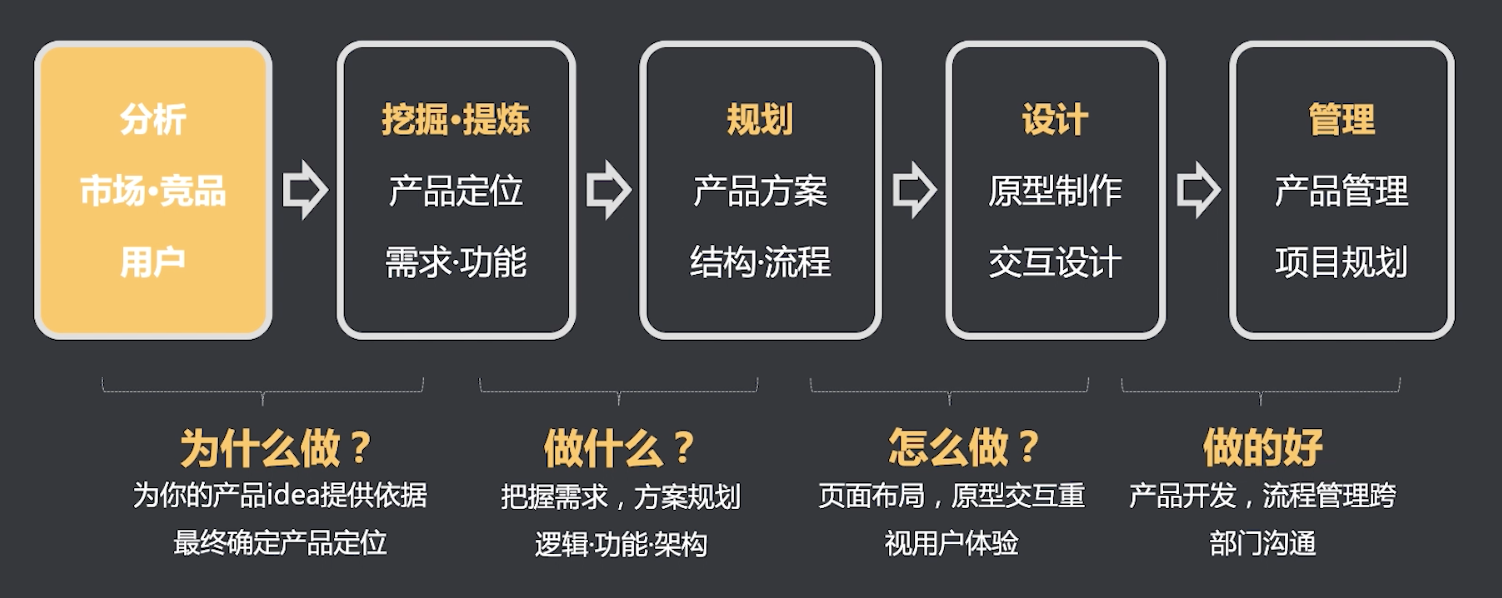 分析
市场·竞品
用户
挖掘·提炼
产品定位
需求·功能
规划
产品方案
结构·流程
设计
原型制作
交互设计
管理
产品管理
项目规划
为什么做？
为你的产品idea提供依据
最终确定产品定位
做什么？
把握需求，方案规划
逻辑·功能·架构
怎么做？
页面布局，原型交互重
视用户体验
做的好
产品开发，流程管理跨
部门沟通